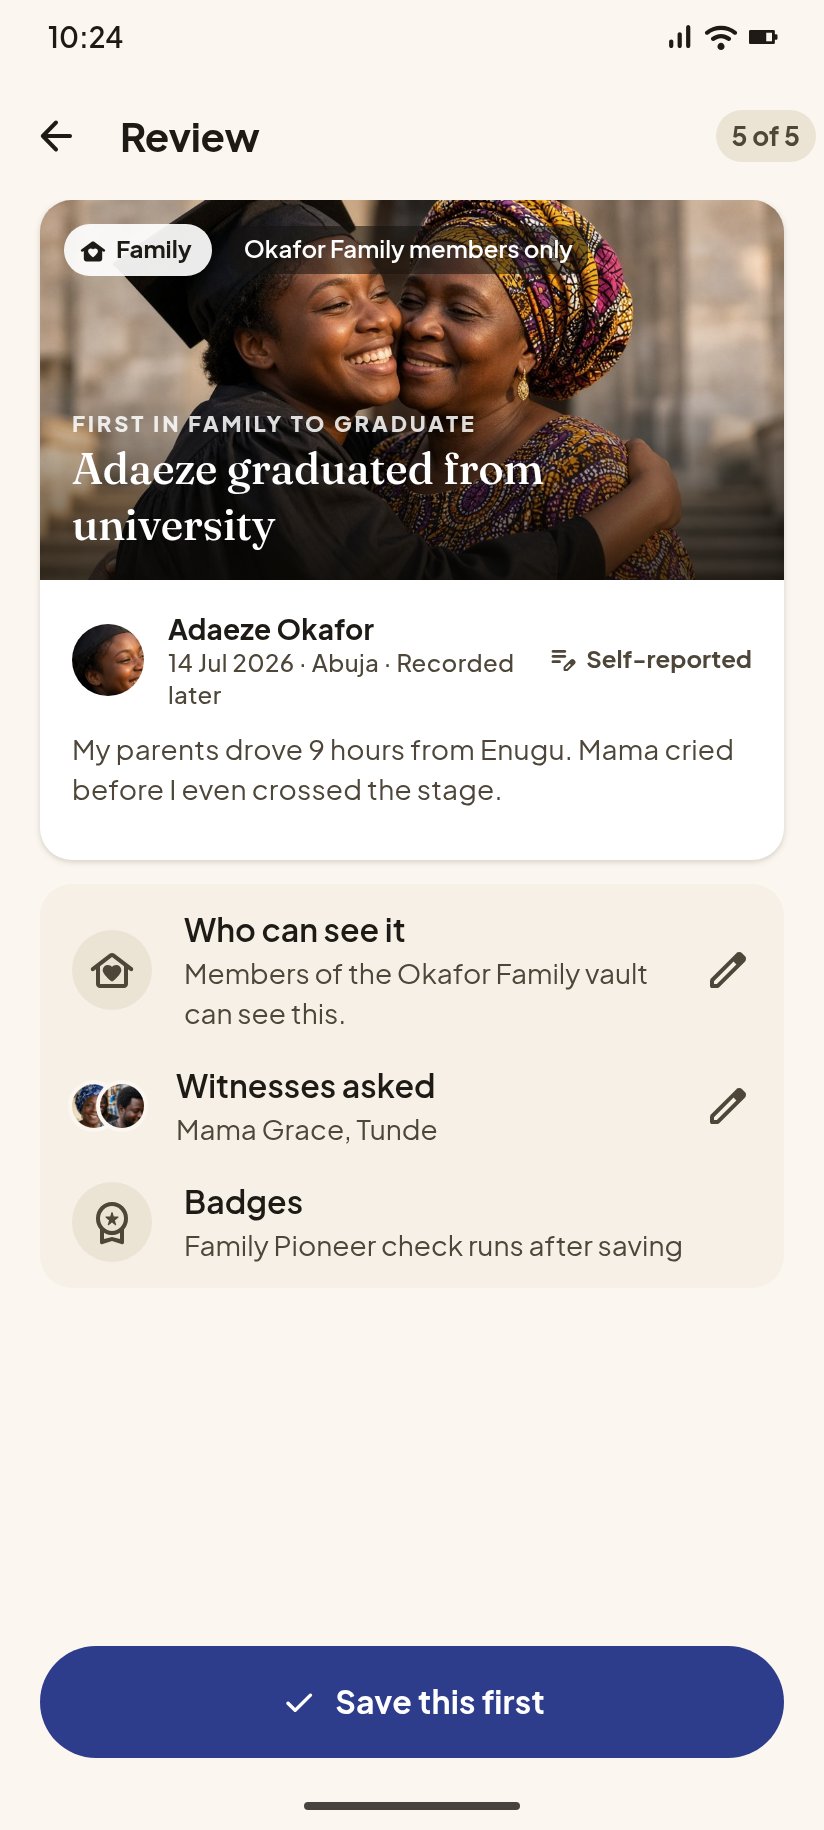 10:24
Review
5 of 5
Family
Okafor Family members only
FIRST IN FAMILY TO GRADUATE
Adaeze graduated from
university
Adaeze Okafor
14 Jul 2026 · Abuja · Recorded
later
Self-reported
My parents drove 9 hours from Enugu. Mama cried
before I even crossed the stage.
Who can see it
Members of the Okafor Family vault
can see this.
Witnesses asked
Mama Grace, Tunde
Badges
Family Pioneer check runs after saving
Save this first